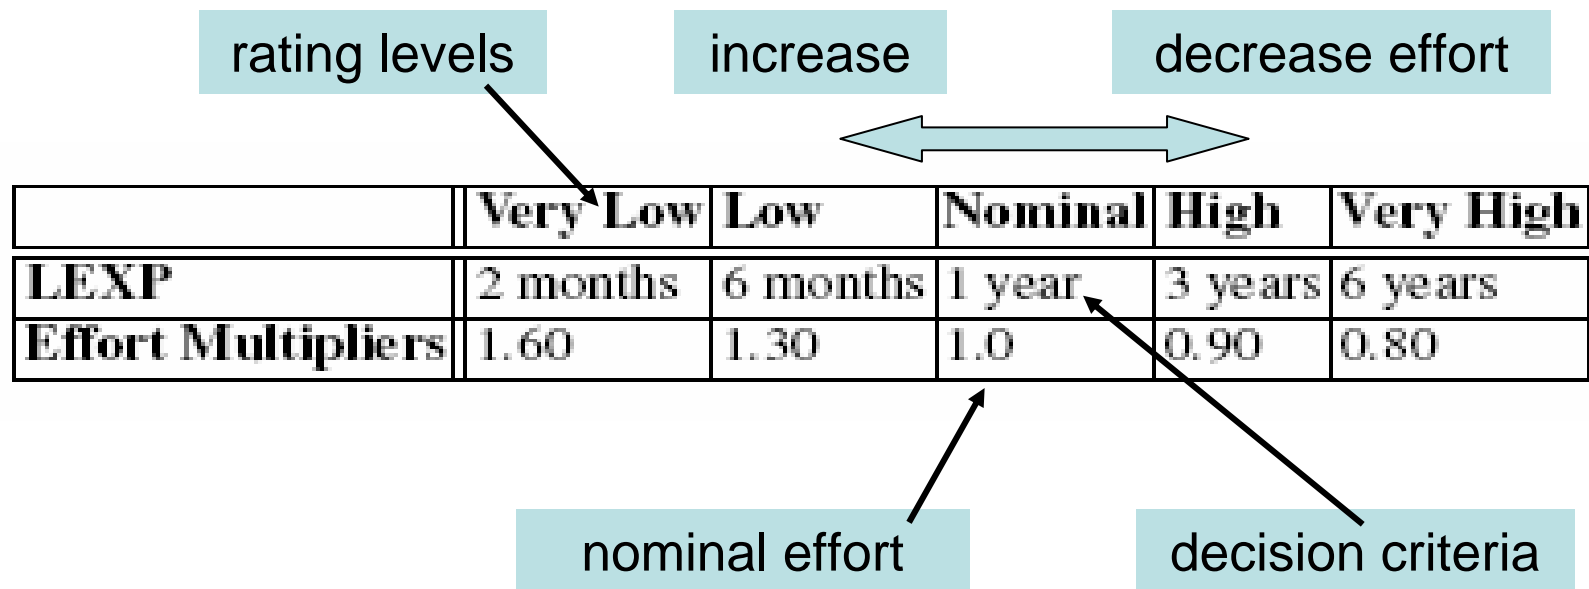 rating levels increase decrease effort
Very Low Low Nominal High Very High
LEXP 2 months 6 months 1 year 3 years 6 years
Effort Multipliers 1.60 1.30 1.0 0.90 0.80
nominal effort decision criteria